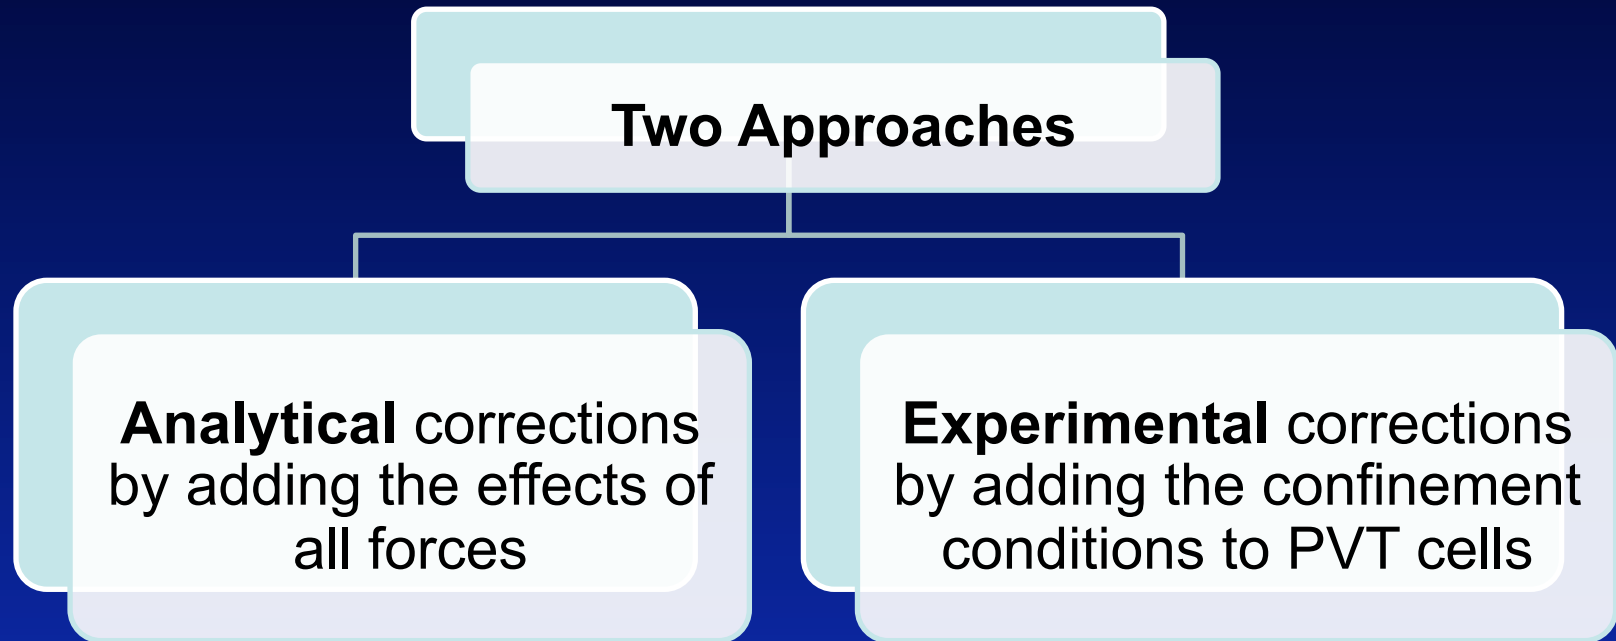 Two Approaches
Analytical corrections
by adding the effects of
all forces
Experimental corrections
by adding the confinement
conditions to PVT cells